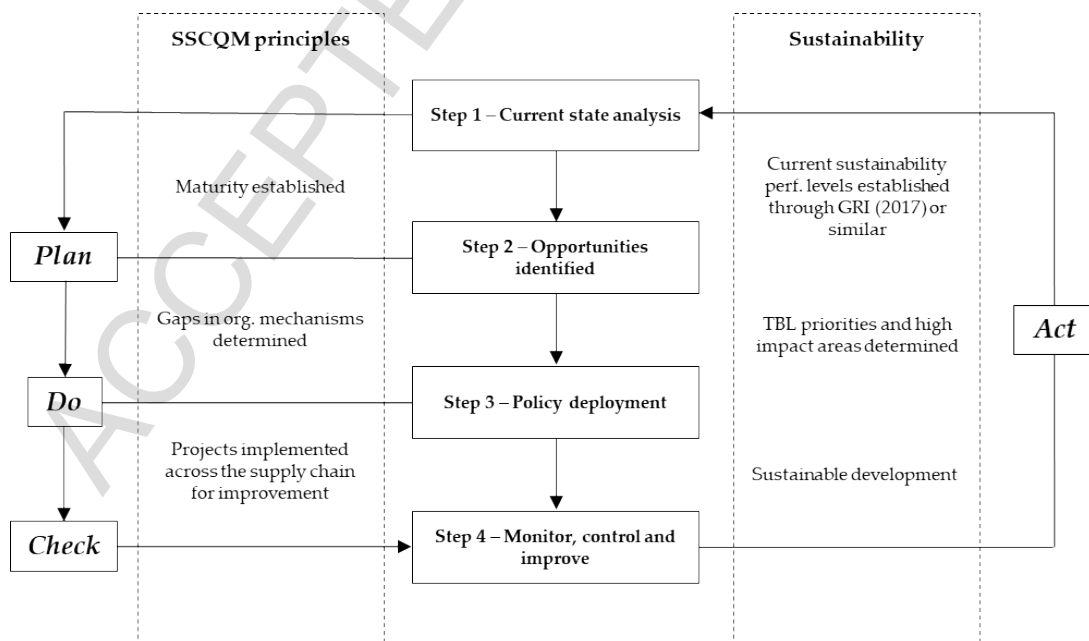 SSCQM principles
Sustainability
Step 1 – Current state analysis
Maturity established
Current sustainability
perf. levels established
through GRI (2017) or
similar
Plan
Step 2 – Opportunities
identified
Gaps in org. mechanisms
determined
TBL priorities and high
impact areas determined
Act
Do
Step 3 – Policy deployment
Projects implemented
across the supply chain
for improvement
Sustainable development
Check
Step 4 – Monitor, control and
improve
ACCEPTE